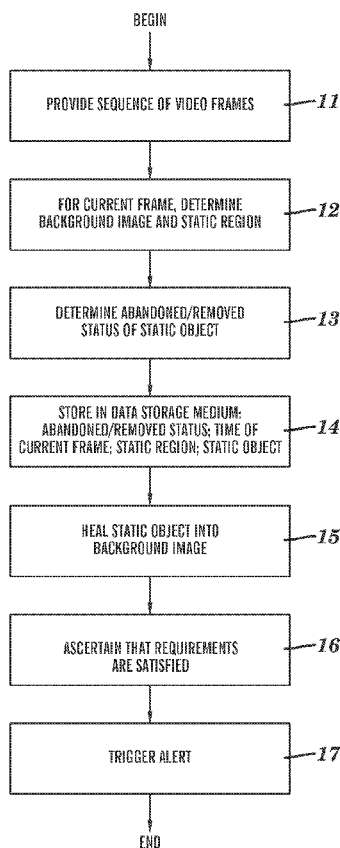 BEGIN
PROVIDE SEQUENCE OF VIDEO FRAMES
11
FOR CURRENT FRAME, DETERMINE
BACKGROUND IMAGE AND STATIC REGION
12
DETERMINE ABANDONED/REMOVED
STATUS OF STATIC OBJECT
13
STORE IN DATA STORAGE MEDIUM:
ABANDONED/REMOVED STATUS; TIME OF
CURRENT FRAME; STATIC REGION; STATIC OBJECT
14
HEAL STATIC OBJECT INTO
BACKGROUND IMAGE
15
ASCERTAIN THAT REQUIREMENTS
ARE SATISFIED
16
TRIGGER ALERT
17
END